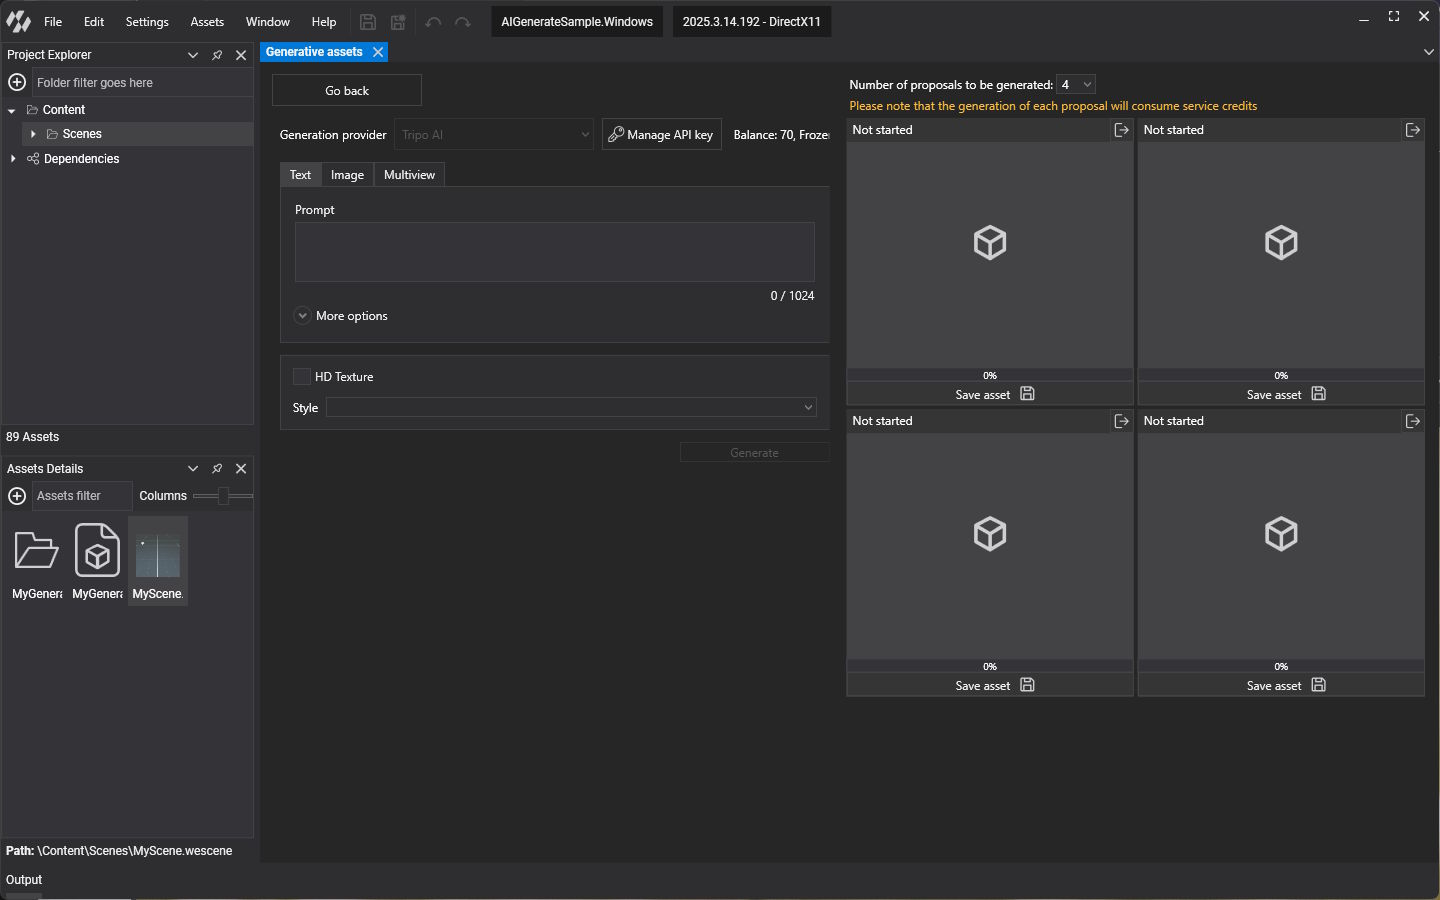 File Edit Settings Assets Window Help AIGenerateSample.Windows 2025.3.14.192 - DirectX11
Project Explorer
Folder filter goes here
Content
Scenes
Dependencies
89 Assets
Assets Details
Assets filter Columns
MyGenera MyGenera MyScene.
Path: \Content\Scenes\MyScene.wescene
Output
Generative assets
Go back
Generation provider Tripo AI Manage API key Balance: 70, Frozen
Text Image Multiview
Prompt
0 / 1024
More options
HD Texture
Style
Generate
Number of proposals to be generated: 4
Please note that the generation of each proposal will consume service credits
Not started Not started
0% 0%
Save asset Save asset
Not started Not started
0% 0%
Save asset Save asset